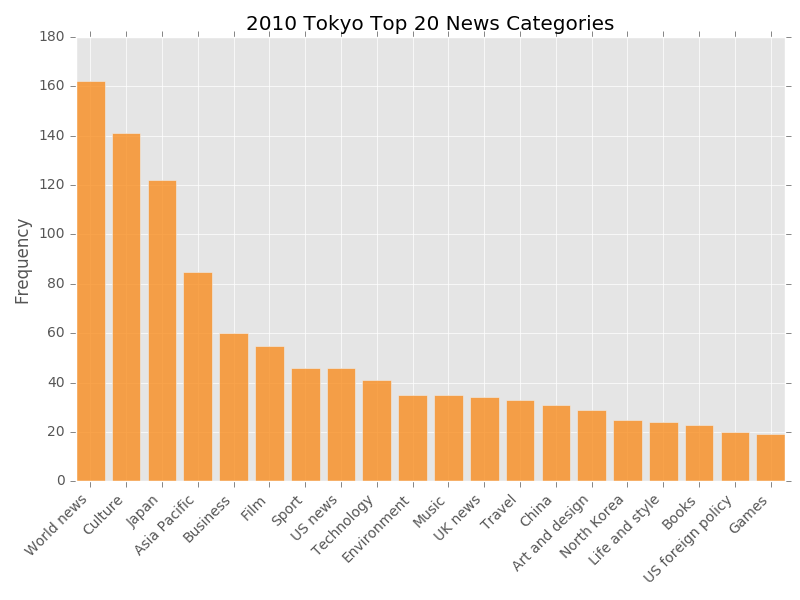 2010 Tokyo Top 20 News Categories
180
160
140
120
100
80
60
40
20
0
Frequency
World news
Culture
Japan
Asia Pacific
Business
Film
Sport
US news
Technology
Environment
Music
UK news
Travel
China
Art and design
North Korea
Life and style
Books
US foreign policy
Games